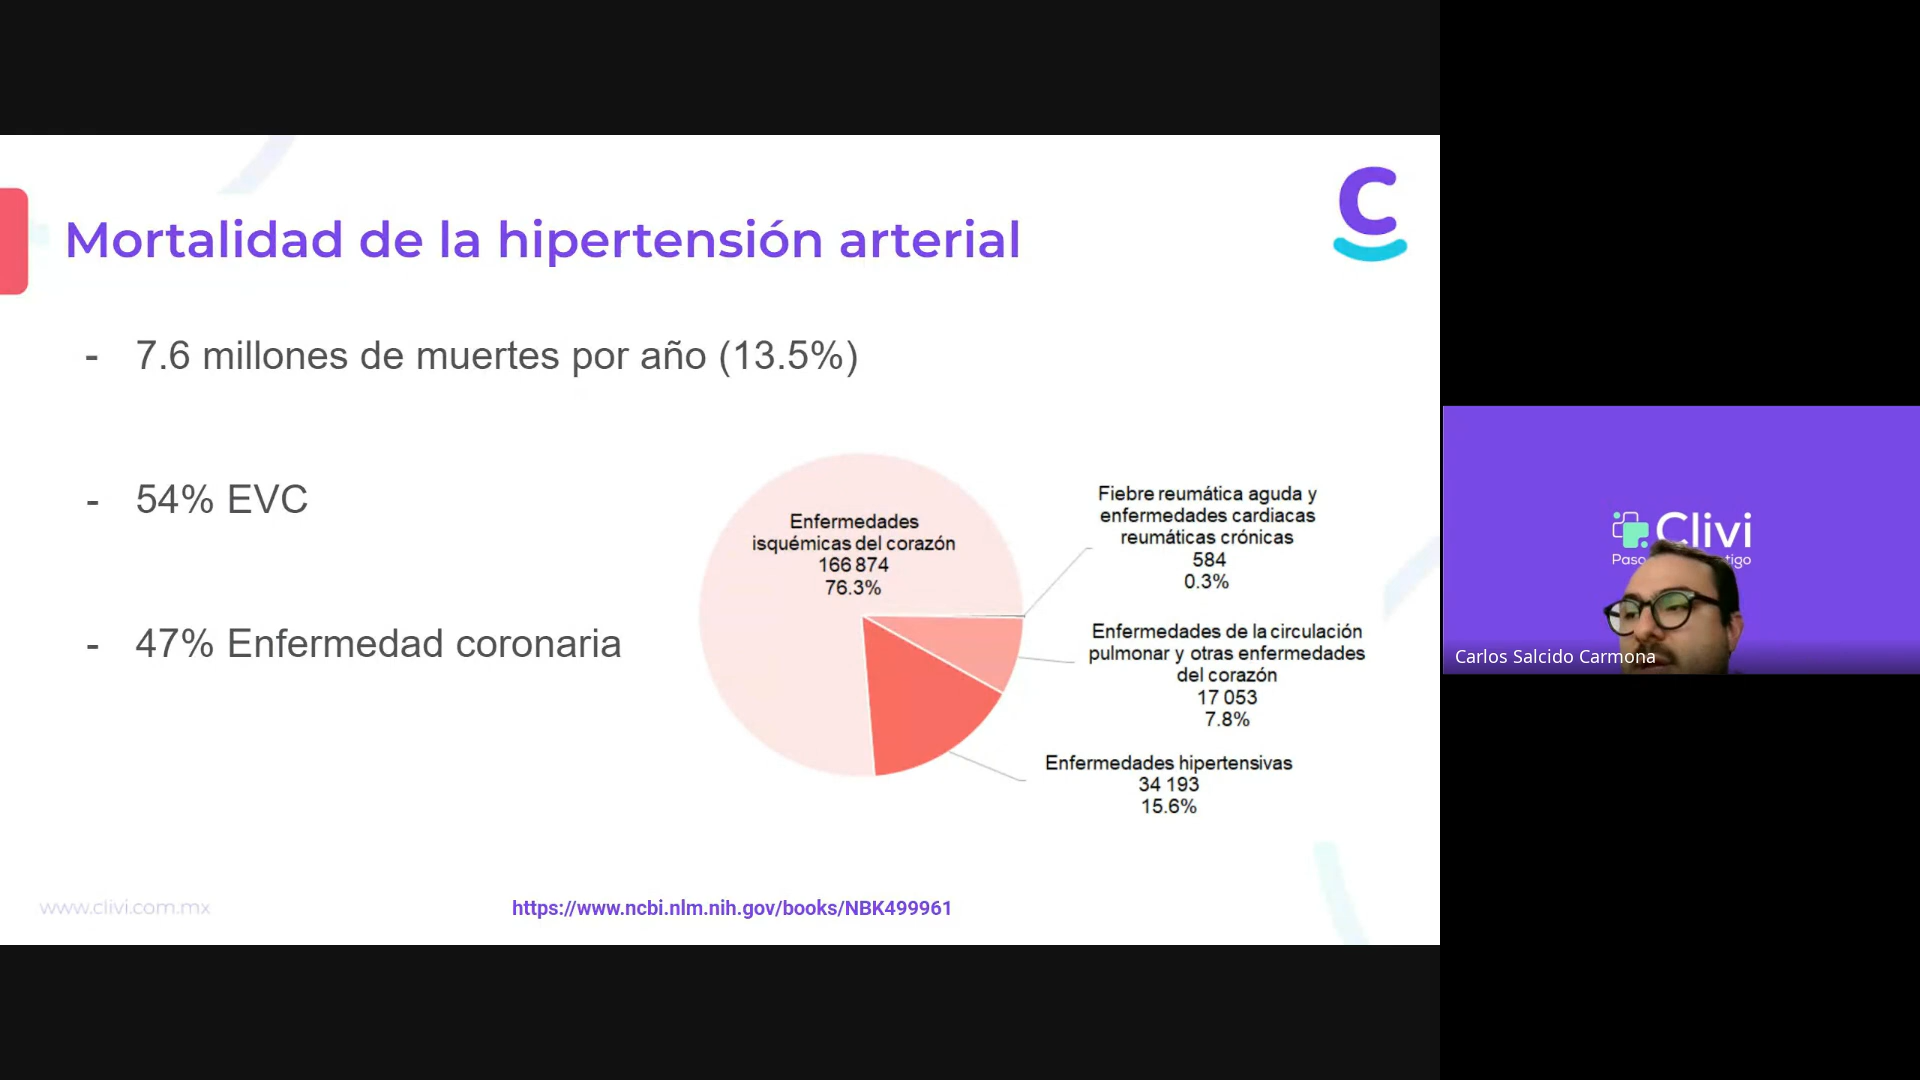 Mortalidad de la hipertensión arterial
- 7.6 millones de muertes por año (13.5%)
- 54% EVC
- 47% Enfermedad coronaria
Enfermedades
isquémicas del corazón
166 874
76.3%
Fiebre reumática aguda y
enfermedades cardiacas
reumáticas crónicas
584
0.3%
Enfermedades de la circulación
pulmonar y otras enfermedades
del corazón
17 053
7.8%
Enfermedades hipertensivas
34 193
15.6%
www.clivi.com.mx
https://www.ncbi.nlm.nih.gov/books/NBK499961
Clivi
Carlos Salcido Carmona